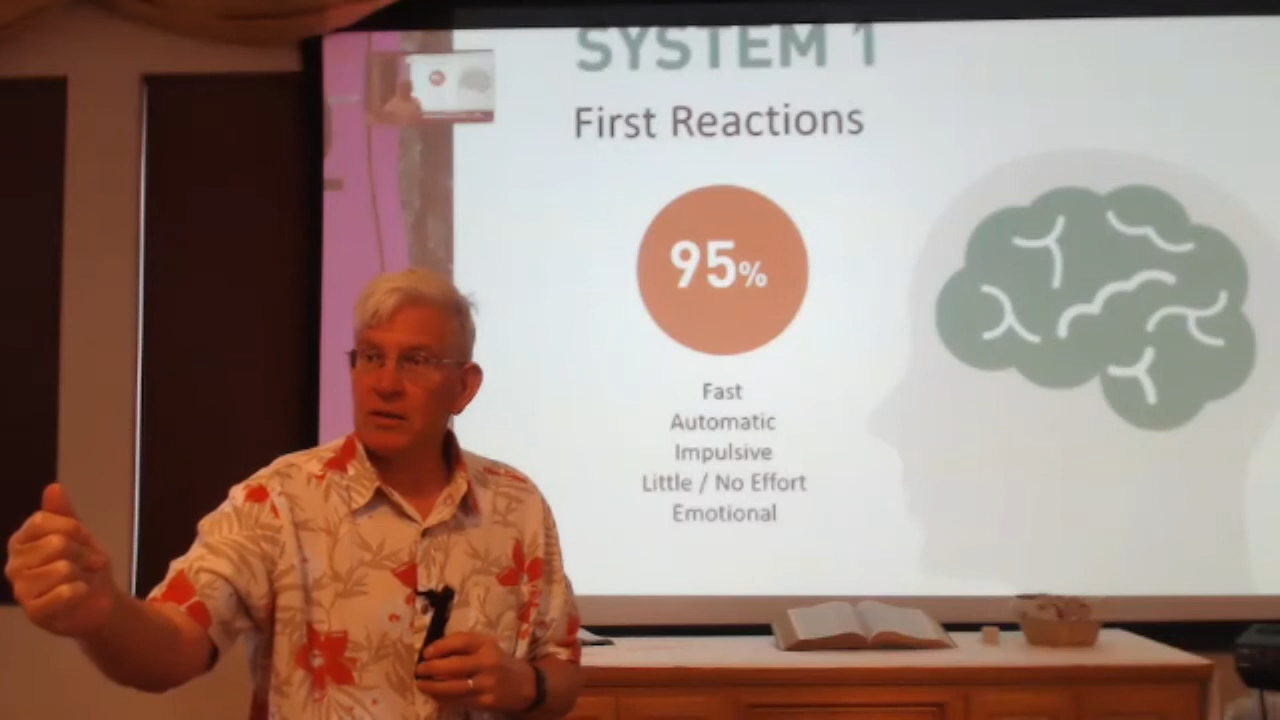 SYSTEM 1
First Reactions
95%
Fast
Automatic
Impulsive
Little / No Effort
Emotional